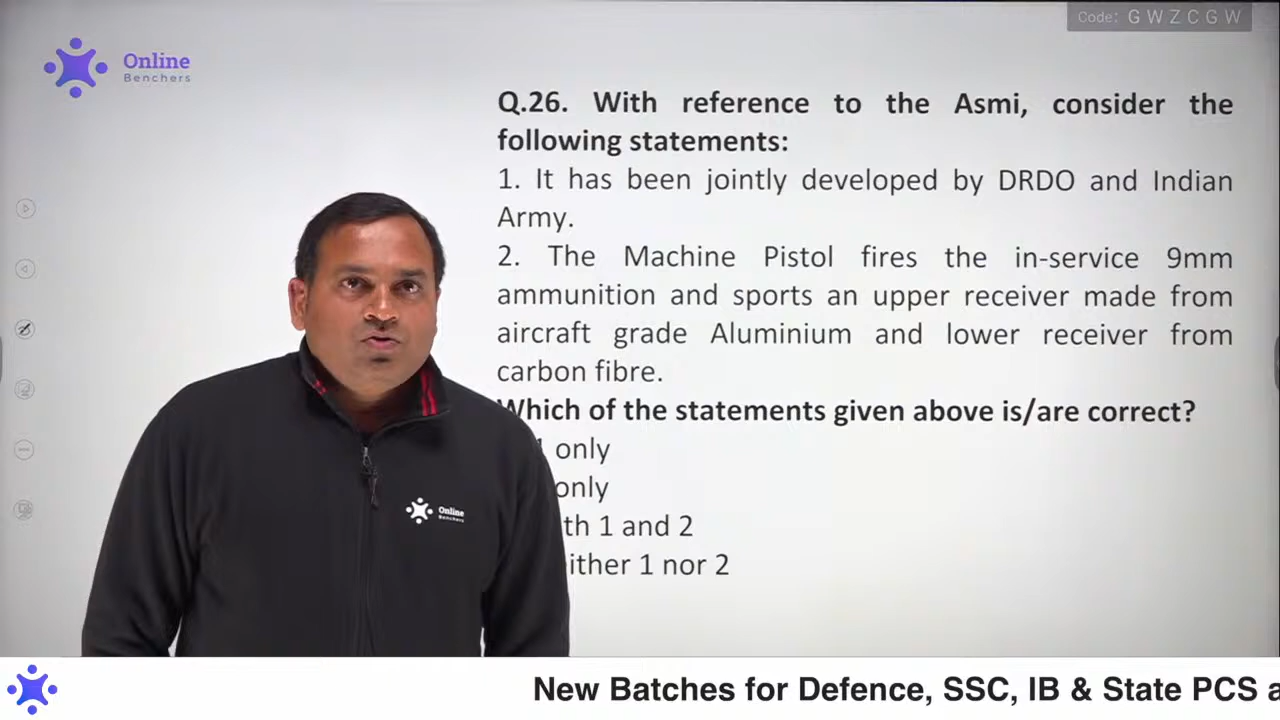 Code: G W Z C G W
Online
Benchers
Q.26. With reference to the Asmi, consider the
following statements:
1. It has been jointly developed by DRDO and Indian
Army.
2. The Machine Pistol fires the in-service 9mm
ammunition and sports an upper receiver made from
aircraft grade Aluminium and lower receiver from
carbon fibre.
Which of the statements given above is/are correct?
only
only
th 1 and 2
ither 1 nor 2
Online
Benchers
New Batches for Defence, SSC, IB & State PCS a